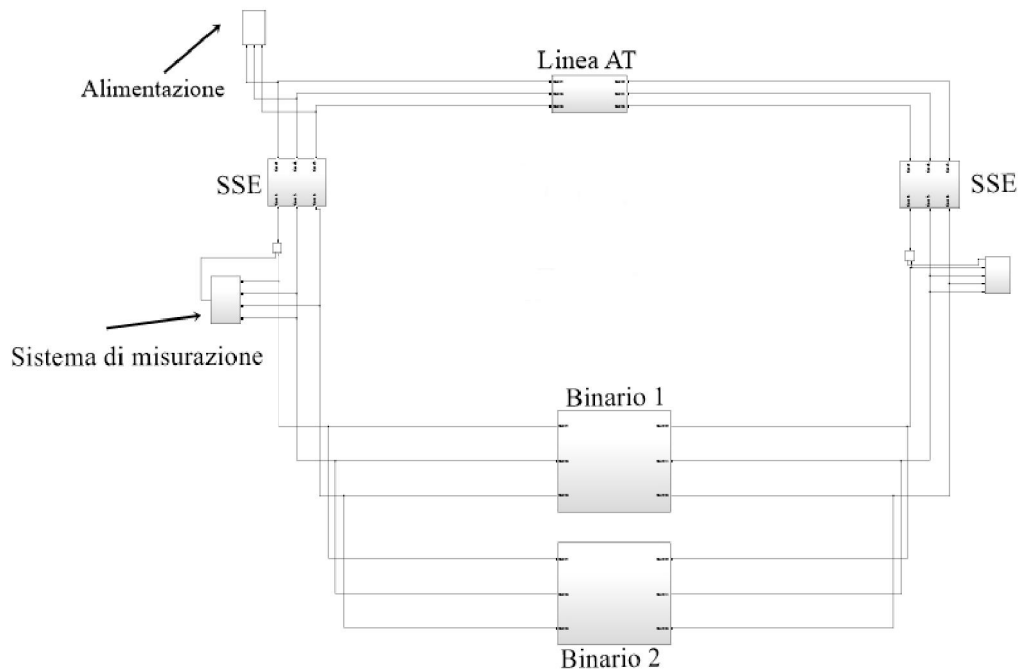 Linea AT
Alimentazione
SSE
SSE
Sistema di misurazione
Binario 1
Binario 2